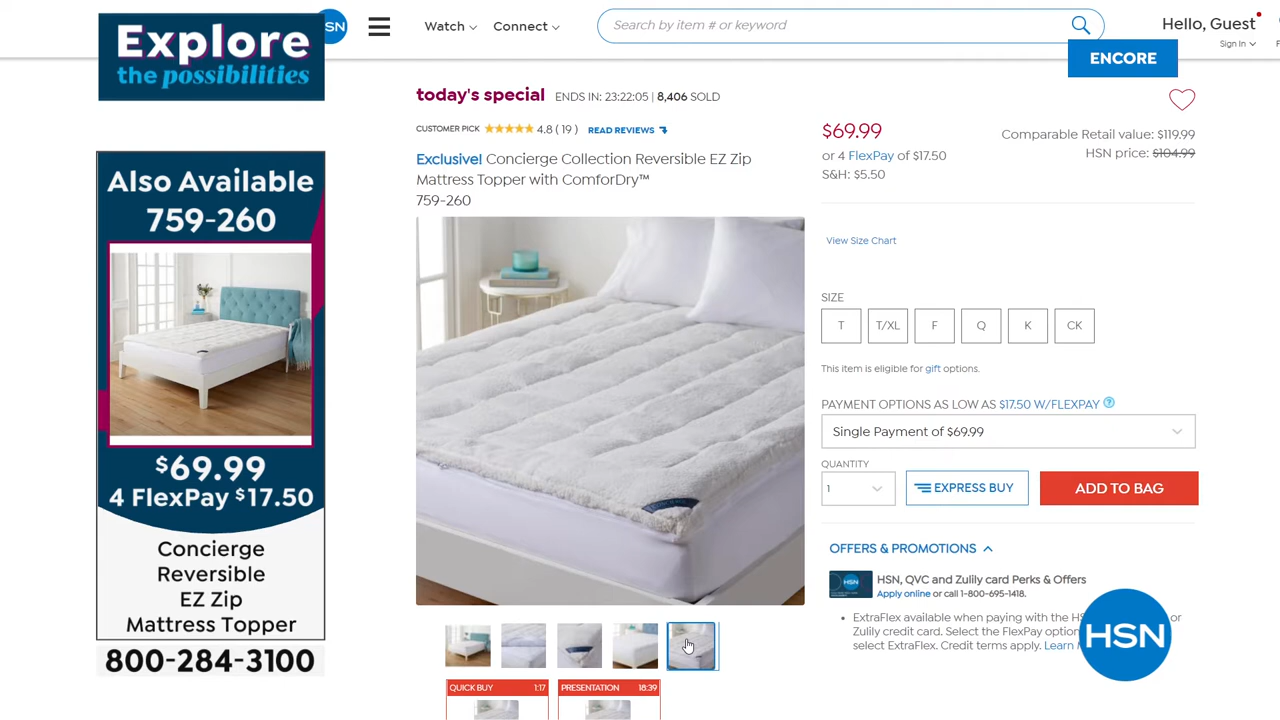 Explore
the possibilities
Also Available
759-260
$69.99
4 FlexPay $17.50
Concierge
Reversible
EZ Zip
Mattress Topper
800-284-3100
SN
Watch
Connect
Search by item # or keyword
Hello, Guest
Sign In
ENCORE
today's special ENDS IN: 23:22:05 | 8,406 SOLD
CUSTOMER PICK 4.8 ( 19 ) READ REVIEWS
Exclusive! Concierge Collection Reversible EZ Zip
Mattress Topper with ComforDry™
759-260
$69.99
or 4 FlexPay of $17.50
S&H: $5.50
Comparable Retail value: $119.99
HSN price: $104.99
View Size Chart
SIZE
T
T/XL
F
Q
K
CK
This item is eligible for gift options.
PAYMENT OPTIONS AS LOW AS $17.50 W/FLEXPAY ?
Single Payment of $69.99
QUANTITY
1
EXPRESS BUY
ADD TO BAG
OFFERS & PROMOTIONS
HSN
HSN, QVC and Zulily card Perks & Offers
Apply online or call 1-800-695-1418.
ExtraFlex available when paying with the HS or
Zulily credit card. Select the FlexPay option
select ExtraFlex. Credit terms apply. Learn
HSN
QUICK BUY 1:17
PRESENTATION 18:39